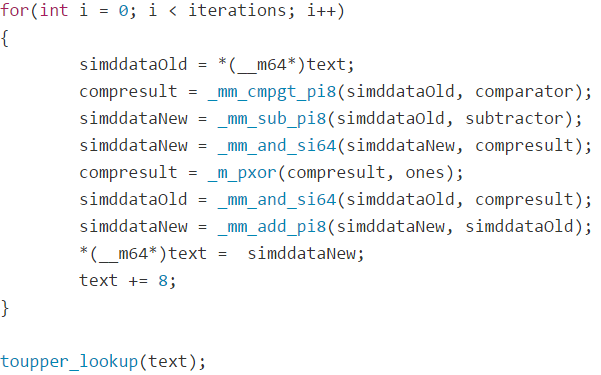 for(int i = 0; i < iterations; i++)
{
simddataOld = *(__m64*)text;
compresult = _mm_cmpgt_pi8(simddataOld, comparator);
simddataNew = _mm_sub_pi8(simddataOld, subtractor);
simddataNew = _mm_and_si64(simddataNew, compresult);
compresult = _m_pxor(compresult, ones);
simddataOld = _mm_and_si64(simddataOld, compresult);
simddataNew = _mm_add_pi8(simddataNew, simddataOld);
*(__m64*)text =  simddataNew;
text += 8;
}
toupper_lookup(text);